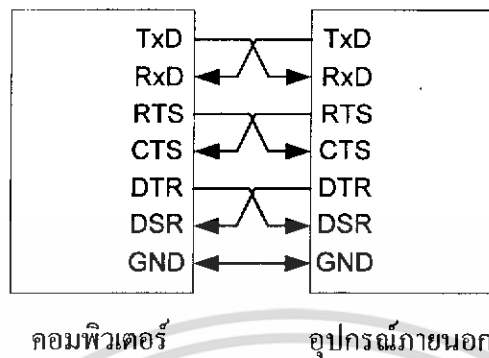 TxD TxD
RxD RxD
RTS RTS
CTS CTS
DTR DTR
DSR DSR
GND GND
คอมพิวเตอร์ อุปกรณ์ภายนอก